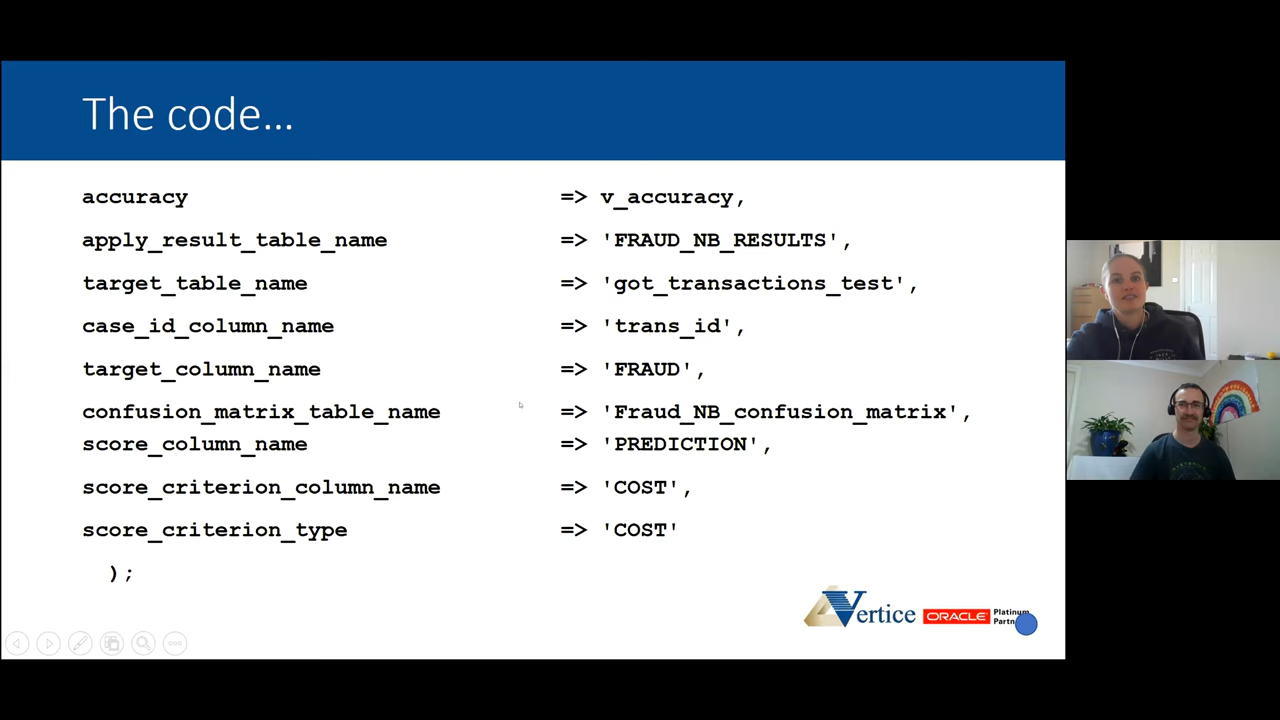 The code…
accuracy => v_accuracy,
apply_result_table_name => 'FRAUD_NB_RESULTS',
target_table_name => 'got_transactions_test',
case_id_column_name => 'trans_id',
target_column_name => 'FRAUD',
confusion_matrix_table_name => 'Fraud_NB_confusion_matrix',
score_column_name => 'PREDICTION',
score_criterion_column_name => 'COST',
score_criterion_type => 'COST'
);
Vertice ORACLE Platinum